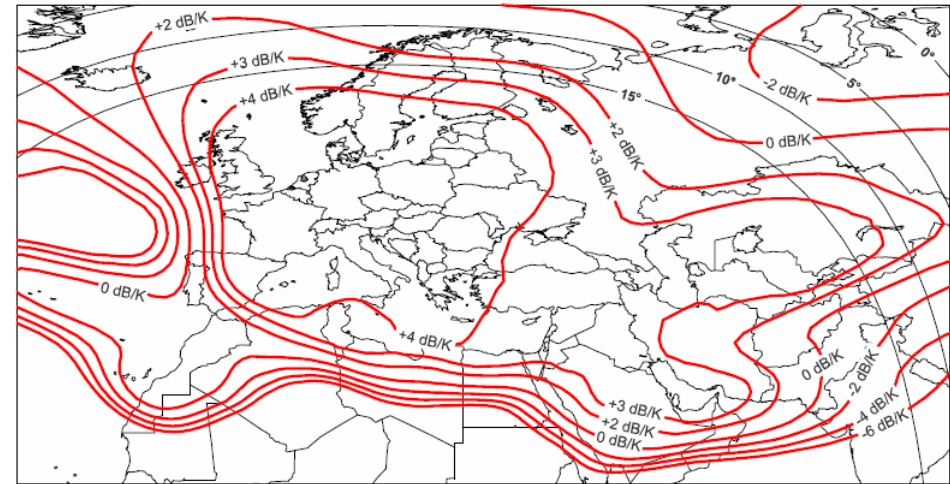 +2 dB/K
+3 dB/K
+4 dB/K
0°
5°
10°
15°
-2 dB/K
0 dB/K
+2 dB/K
+3 dB/K
0 dB/K
+4 dB/K
0 dB/K
-2 dB/K
+3 dB/K
+2 dB/K
0 dB/K
-4 dB/K
-6 dB/K